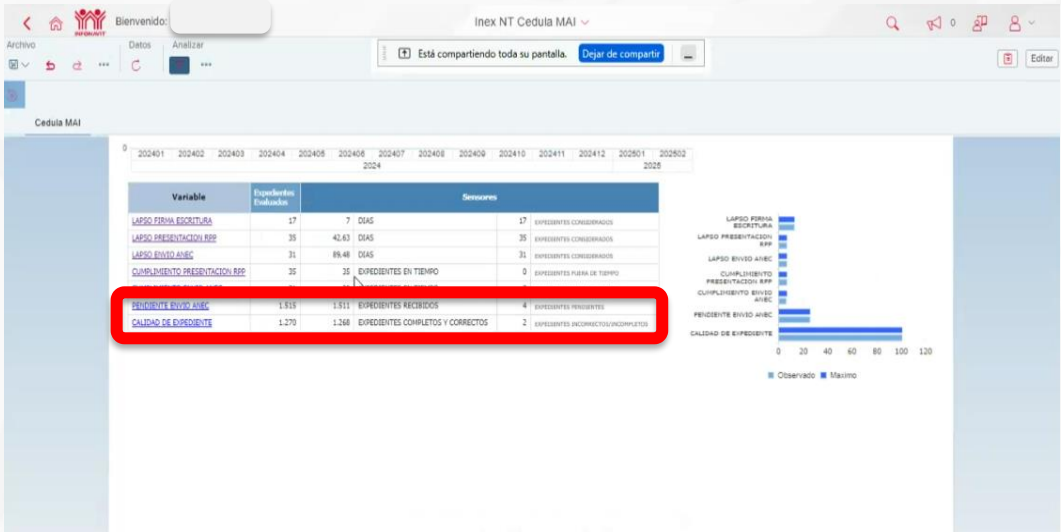 INFONAVIT
Bienvenido:
Inex NT Cedula MAI
0
Archivo
Datos
Analizar
Está compartiendo toda su pantalla.
Dejar de compartir
Editar
Cedula MAI
0
202401 202402 202403 202404 202405 202406 202407 202408 202409 202410 202411 202412 202501 202502
2024 2025
Variable Expedientes Evaluados Sensores
LAPSO FIRMA ESCRITURA 17 7 DIAS 17 EXPEDIENTES CONSIDERADOS
LAPSO PRESENTACION RPP 35 42.63 DIAS 35 EXPEDIENTES CONSIDERADOS
LAPSO ENVIO ANEC 31 89.48 DIAS 31 EXPEDIENTES CONSIDERADOS
CUMPLIMIENTO PRESENTACION RPP 35 35 EXPEDIENTES EN TIEMPO 0 EXPEDIENTES FUERA DE TIEMPO
PENDIENTE ENVIO ANEC 1.515 1.511 EXPEDIENTES RECIBIDOS 4 EXPEDIENTES PENDIENTES
CALIDAD DE EXPEDIENTE 1.270 1.268 EXPEDIENTES COMPLETOS Y CORRECTOS 2 EXPEDIENTES INCORRECTOS/INCOMPLETOS
LAPSO FIRMA
ESCRITURA
LAPSO PRESENTACION
RPP
LAPSO ENVIO ANEC
CUMPLIMIENTO
PRESENTACION RPP
CUMPLIMIENTO ENVIO
ANEC
PENDIENTE ENVIO ANEC
CALIDAD DE EXPEDIENTE
0 20 40 60 80 100 120
Observado Maximo